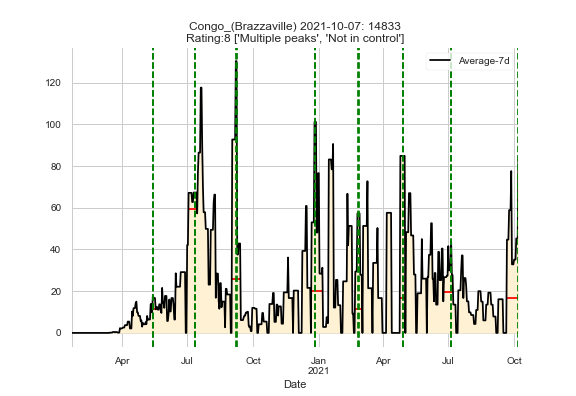 Congo_(Brazzaville) 2021-10-07: 14833
Rating:8 ['Multiple peaks', 'Not in control']
Average-7d
120
100
80
60
40
20
0
Apr
Jul
Oct
Jan
2021
Apr
Jul
Oct
Date